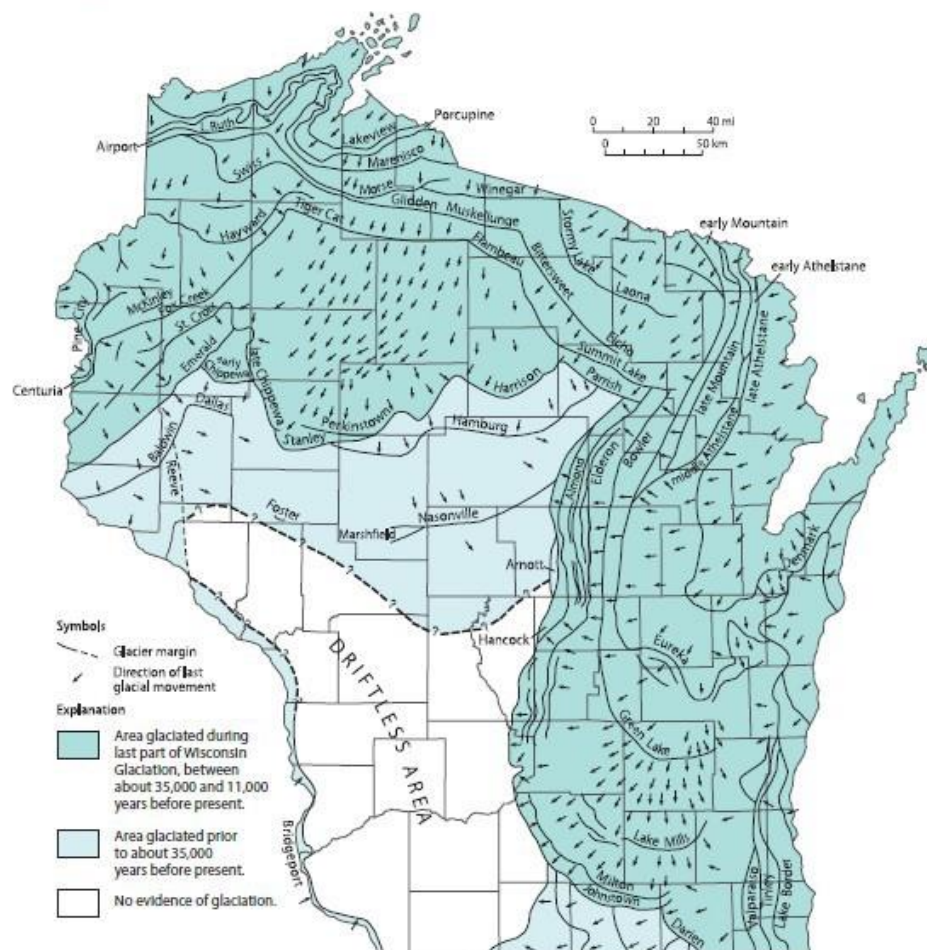 Porcupine
0 20 40 mi
0 50 km
L. Ruth
Airport
Lakeview
Marenisco
Swiss
Morse
Winegar
Glidden
Muskellunge
Tiger Cat
Hayward
Stormy Lake
early Mountain
Flambeau
Bittersweet
early Athelstane
Laona
McKinley
Fox Creek
St. Croix
Pine City
Elcho
Summit Lake
late Mountain
late Athelstane
Emerald
early
Chippewa
late Chippewa
Centuria
Harrison
Parrish
Dallas
Perkinstown
Stanley
Hamburg
middle Athelstane
Baldwin
Reeve
Almond
Elderon
Bowler
Foster
Nasonville
Marshfield
Denmark
Arnott
Hancock
Eureka
Symbols
Glacier margin
Direction of last
glacial movement
DRIFTLESS AREA
Explanation
Area glaciated during
last part of Wisconsin
Glaciation, between
about 35,000 and 11,000
years before present.
Green Lake
Area glaciated prior
to about 35,000
years before present.
Bridgeport
Lake Mills
No evidence of glaciation.
Milton
Johnstown
Valparaiso
Tinley
Lake Border
Darien
? ? ? ? ? ? ? ? ? ?